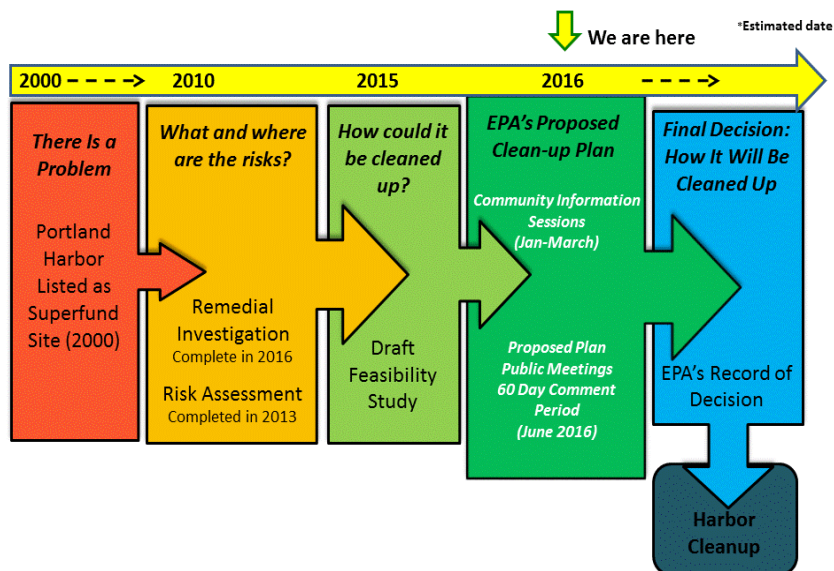 We are here
*Estimated date
2000
2010
2015
2016
There Is a
Problem
Portland
Harbor
Listed as
Superfund
Site (2000)
What and where
are the risks?
Remedial
Investigation
Complete in 2016
Risk Assessment
Completed in 2013
How could it
be cleaned
up?
Draft
Feasibility
Study
EPA's Proposed
Clean-up Plan
Community Information
Sessions
(Jan-March)
Proposed Plan
Public Meetings
60 Day Comment
Period
(June 2016)
Final Decision:
How It Will Be
Cleaned Up
EPA's Record of
Decision
Harbor
Cleanup